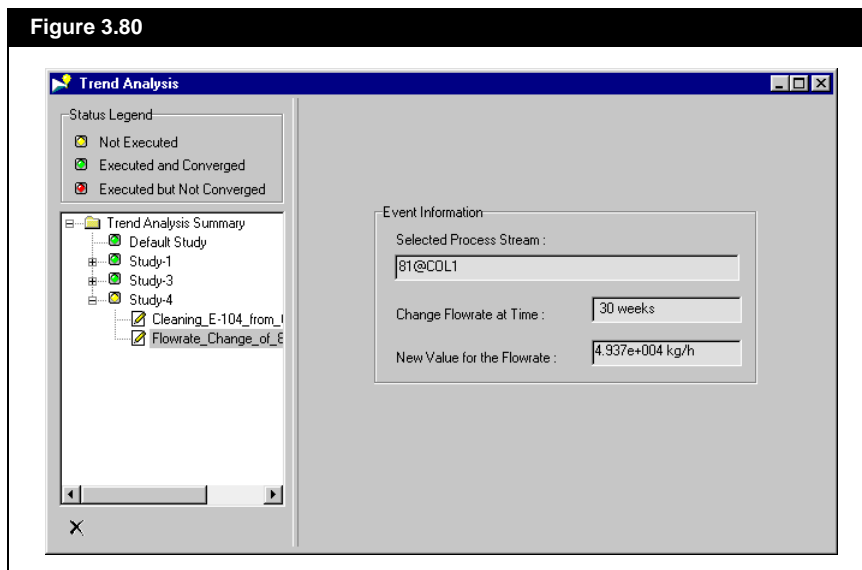 Figure 3.80
Trend Analysis
Status Legend
Not Executed
Executed and Converged
Executed but Not Converged
Trend Analysis Summary
Default Study
Study-1
Study-3
Study-4
Cleaning_E-104_from_
Flowrate_Change_of_
Event Information
Selected Process Stream :
81@COL1
Change Flowrate at Time :
30 weeks
New Value for the Flowrate :
4.937e+004 kg/h